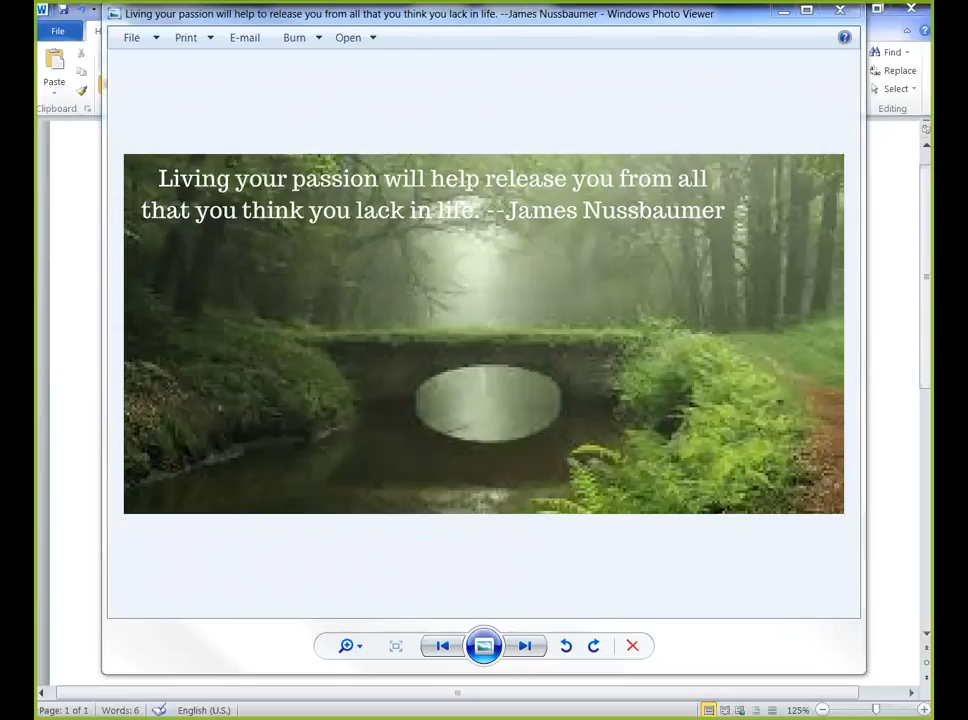 Living your passion will help to release you from all that you think you lack in life. --James Nussbaumer - Windows Photo Viewer
File
File Print E-mail Burn Open
Paste
Clipboard
Find
Replace
Select
Editing
Living your passion will help release you from all
that you think you lack in life. --James Nussbaumer
Page: 1 of 1 Words: 6 English (U.S.) 125%